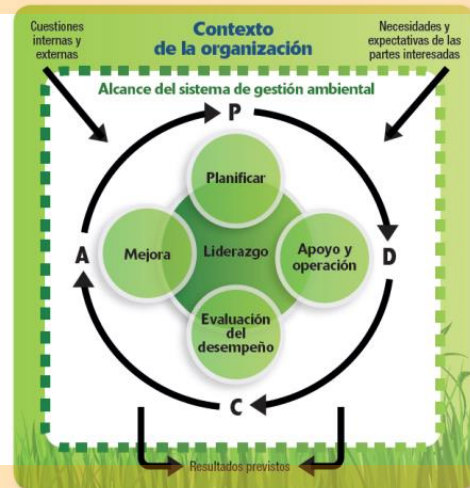 Cuestiones
internas y
externas
Contexto
de la organización
Necesidades y
expectativas de las
partes interesadas
Alcance del sistema de gestión ambiental
P
Planificar
A
Mejora
Liderazgo
Apoyo y
operación
D
Evaluación
del
desempeño
C
Resultados previstos